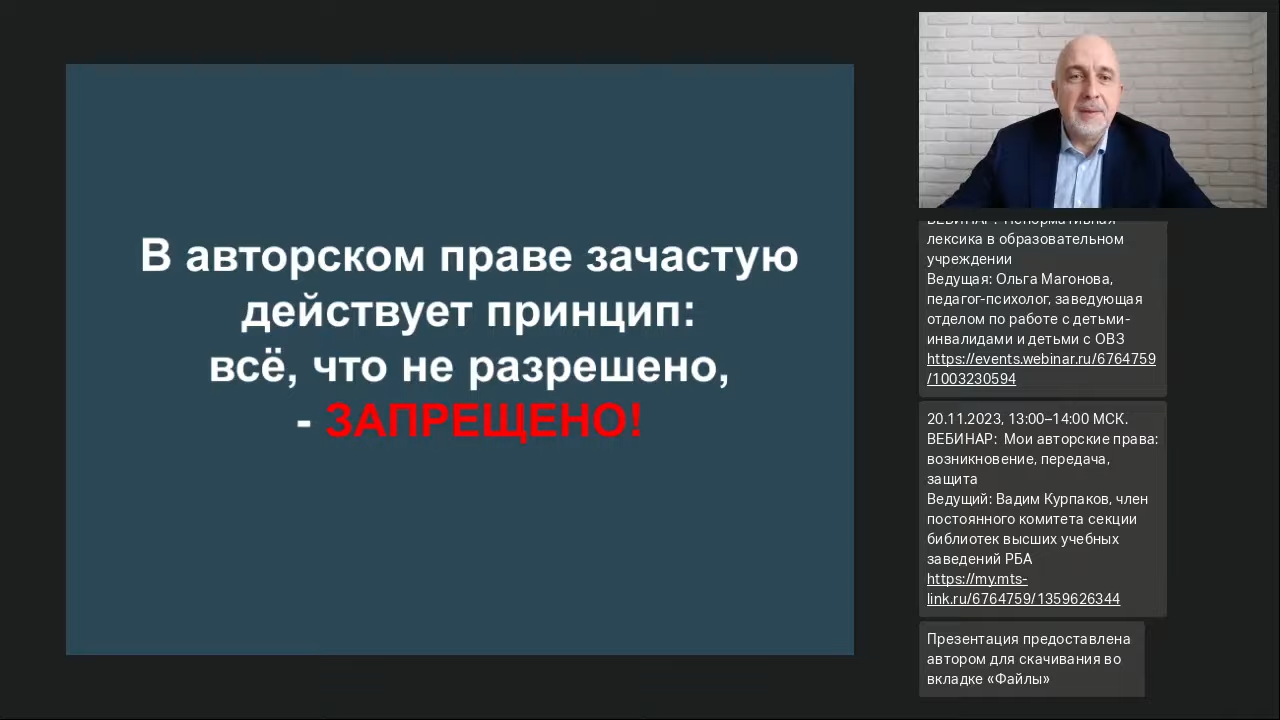 В авторском праве зачастую
действует принцип:
всё, что не разрешено,
- ЗАПРЕЩЕНО!
ВЕБИНАР: Ненормативная
лексика в образовательном
учреждении
Ведущая: Ольга Магонова,
педагог-психолог, заведующая
отделом по работе с детьми-
инвалидами и детьми с ОВЗ
https://events.webinar.ru/6764759
/1003230594
20.11.2023, 13:00–14:00 МСК.
ВЕБИНАР: Мои авторские права:
возникновение, передача,
защита
Ведущий: Вадим Курпаков, член
постоянного комитета секции
библиотек высших учебных
заведений РБА
https://my.mts-
link.ru/6764759/1359626344
Презентация предоставлена
автором для скачивания во
вкладке «Файлы»